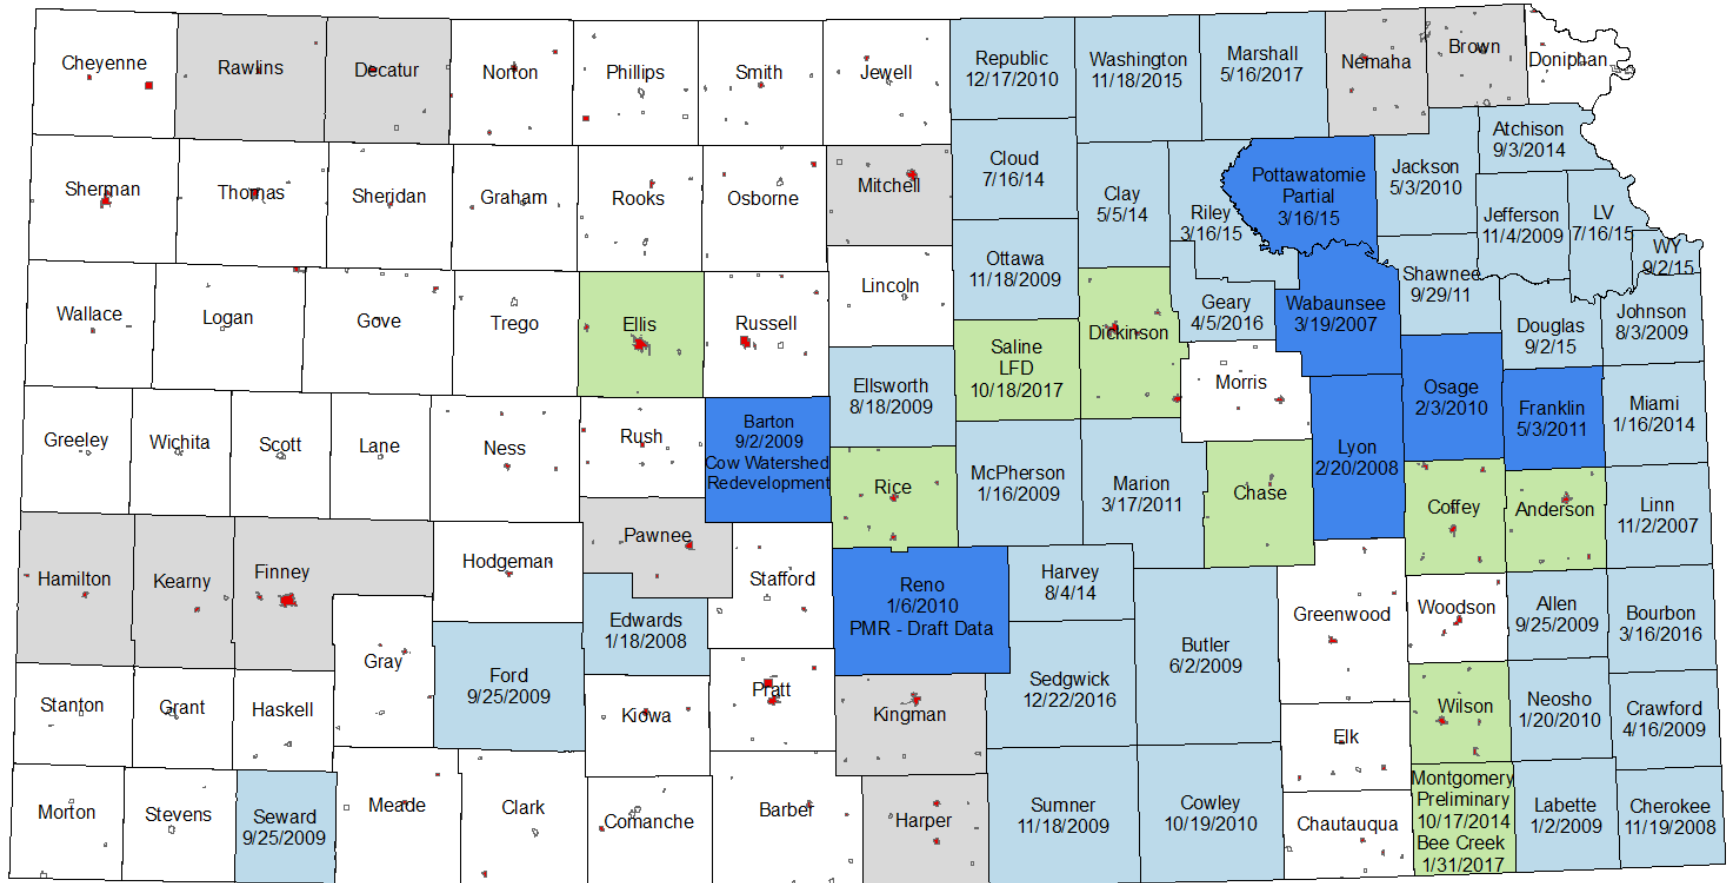 Cheyenne
Rawlins
Decatur
Norton
Phillips
Smith
Jewell
Republic
12/17/2010
Washington
11/18/2015
Marshall
5/16/2017
Nemaha
Brown
Doniphan
Sherman
Thomas
Sheridan
Graham
Rooks
Osborne
Mitchell
Cloud
7/16/14
Clay
5/5/14
Riley
3/16/15
Pottawatomie
Partial
3/16/15
Jackson
5/3/2010
Atchison
9/3/2014
Jefferson
11/4/2009
LV
7/16/15
WY
9/2/15
Wallace
Logan
Gove
Trego
Ellis
Russell
Lincoln
Ottawa
11/18/2009
Saline
LFD
10/18/2017
Dickinson
Geary
4/5/2016
Wabaunsee
3/19/2007
Shawnee
9/29/11
Douglas
9/2/15
Johnson
8/3/2009
Greeley
Wichita
Scott
Lane
Ness
Rush
Barton
9/2/2009
Cow Watershed
Redevelopment
Ellsworth
8/18/2009
Rice
McPherson
1/16/2009
Marion
3/17/2011
Morris
Chase
Lyon
2/20/2008
Osage
2/3/2010
Franklin
5/3/2011
Miami
1/16/2014
Coffey
Anderson
Linn
11/2/2007
Hamilton
Kearny
Finney
Hodgeman
Pawnee
Edwards
1/18/2008
Stafford
Reno
1/6/2010
PMR - Draft Data
Harvey
8/4/14
Butler
6/2/2009
Greenwood
Woodson
Allen
9/25/2009
Bourbon
3/16/2016
Stanton
Grant
Haskell
Gray
Ford
9/25/2009
Kiowa
Pratt
Kingman
Sedgwick
12/22/2016
Elk
Wilson
Neosho
1/20/2010
Crawford
4/16/2009
Morton
Stevens
Seward
9/25/2009
Meade
Clark
Comanche
Barber
Harper
Sumner
11/18/2009
Cowley
10/19/2010
Chautauqua
Montgomery
Preliminary
10/17/2014
Bee Creek
1/31/2017
Labette
1/2/2009
Cherokee
11/19/2008